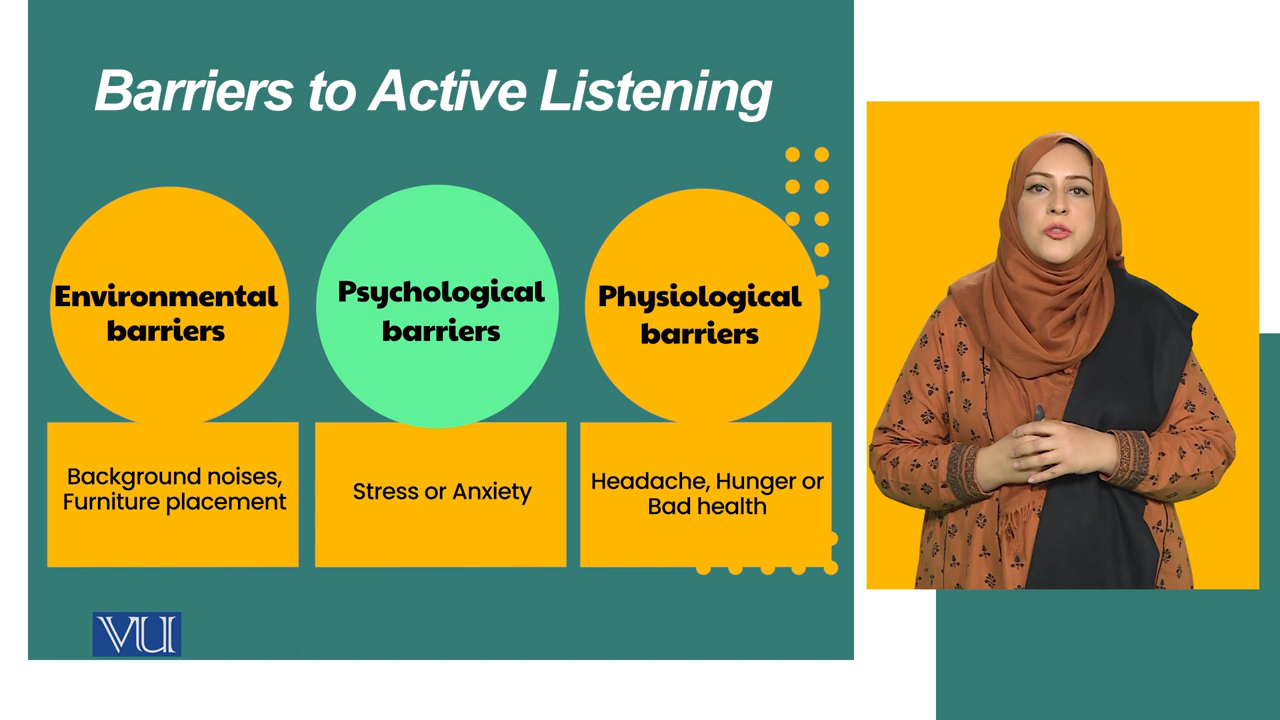 Barriers to Active Listening
Environmental
barriers
Background noises,
Furniture placement
Psychological
barriers
Stress or Anxiety
Physiological
barriers
Headache, Hunger or
Bad health
VU